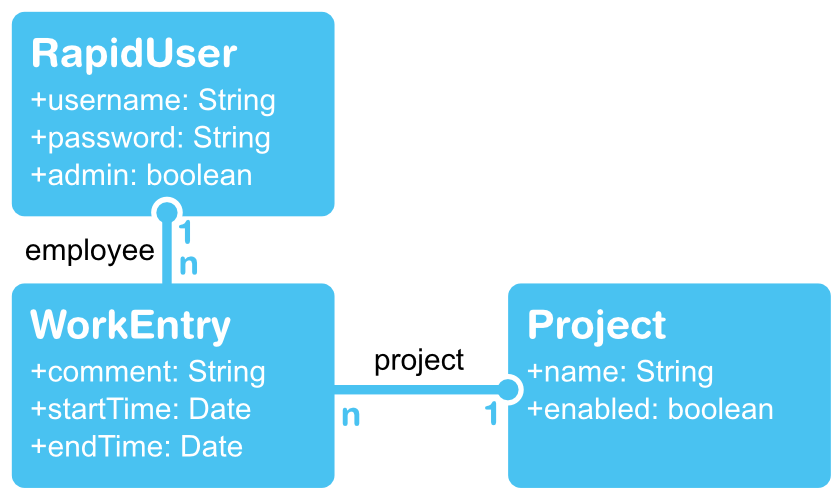 RapidUser
+username: String
+password: String
+admin: boolean
1
employee
n
WorkEntry
+comment: String
+startTime: Date
+endTime: Date
project
n
1
Project
+name: String
+enabled: boolean